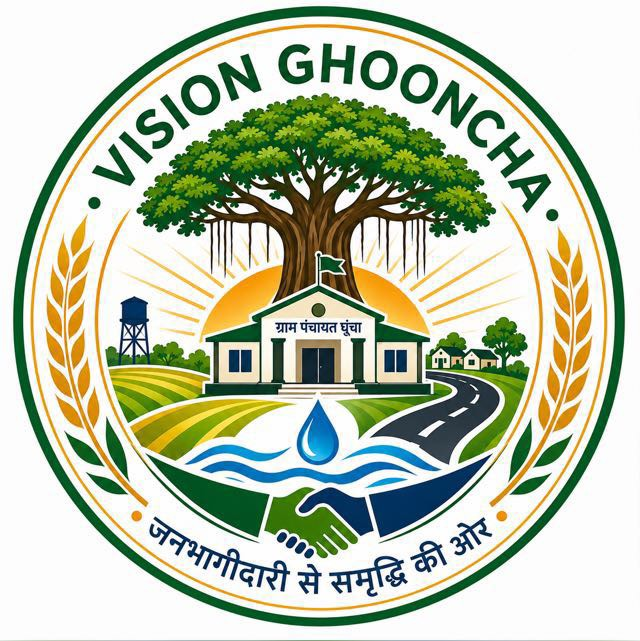 • VISION GHOONCHA •
ग्राम पंचायत घुंचा
• जनभागीदारी से समृद्धि की ओर •